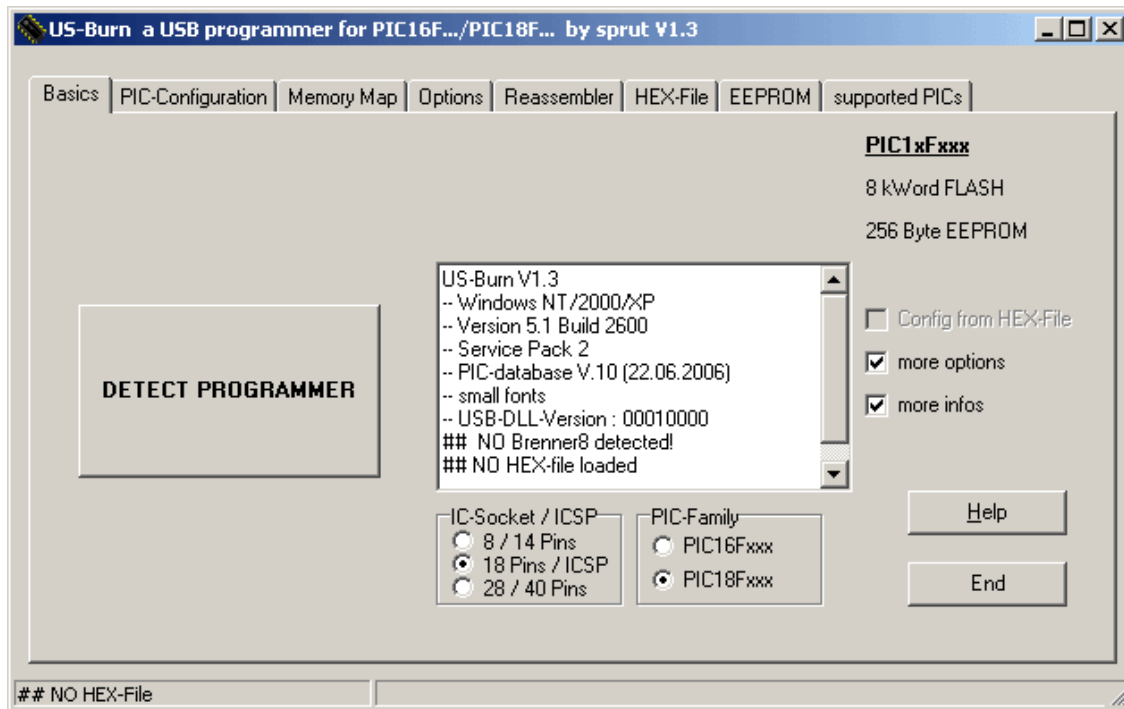 US-Burn a USB programmer for PIC16F.../PIC18F... by sprut V1.3
Basics PIC-Configuration Memory Map Options Reassembler HEX-File EEPROM supported PICs
PIC1xFxxx
8 kWord FLASH
256 Byte EEPROM
DETECT PROGRAMMER
US-Burn V1.3
-- Windows NT/2000/XP
-- Version 5.1 Build 2600
-- Service Pack 2
-- PIC-database V.10 (22.06.2006)
-- small fonts
-- USB-DLL-Version : 00010000
## NO Brenner8 detected!
## NO HEX-file loaded
Config from HEX-File
more options
more infos
IC-Socket / ICSP
8 / 14 Pins
18 Pins / ICSP
28 / 40 Pins
PIC-Family
PIC16Fxxx
PIC18Fxxx
Help
End
## NO HEX-File